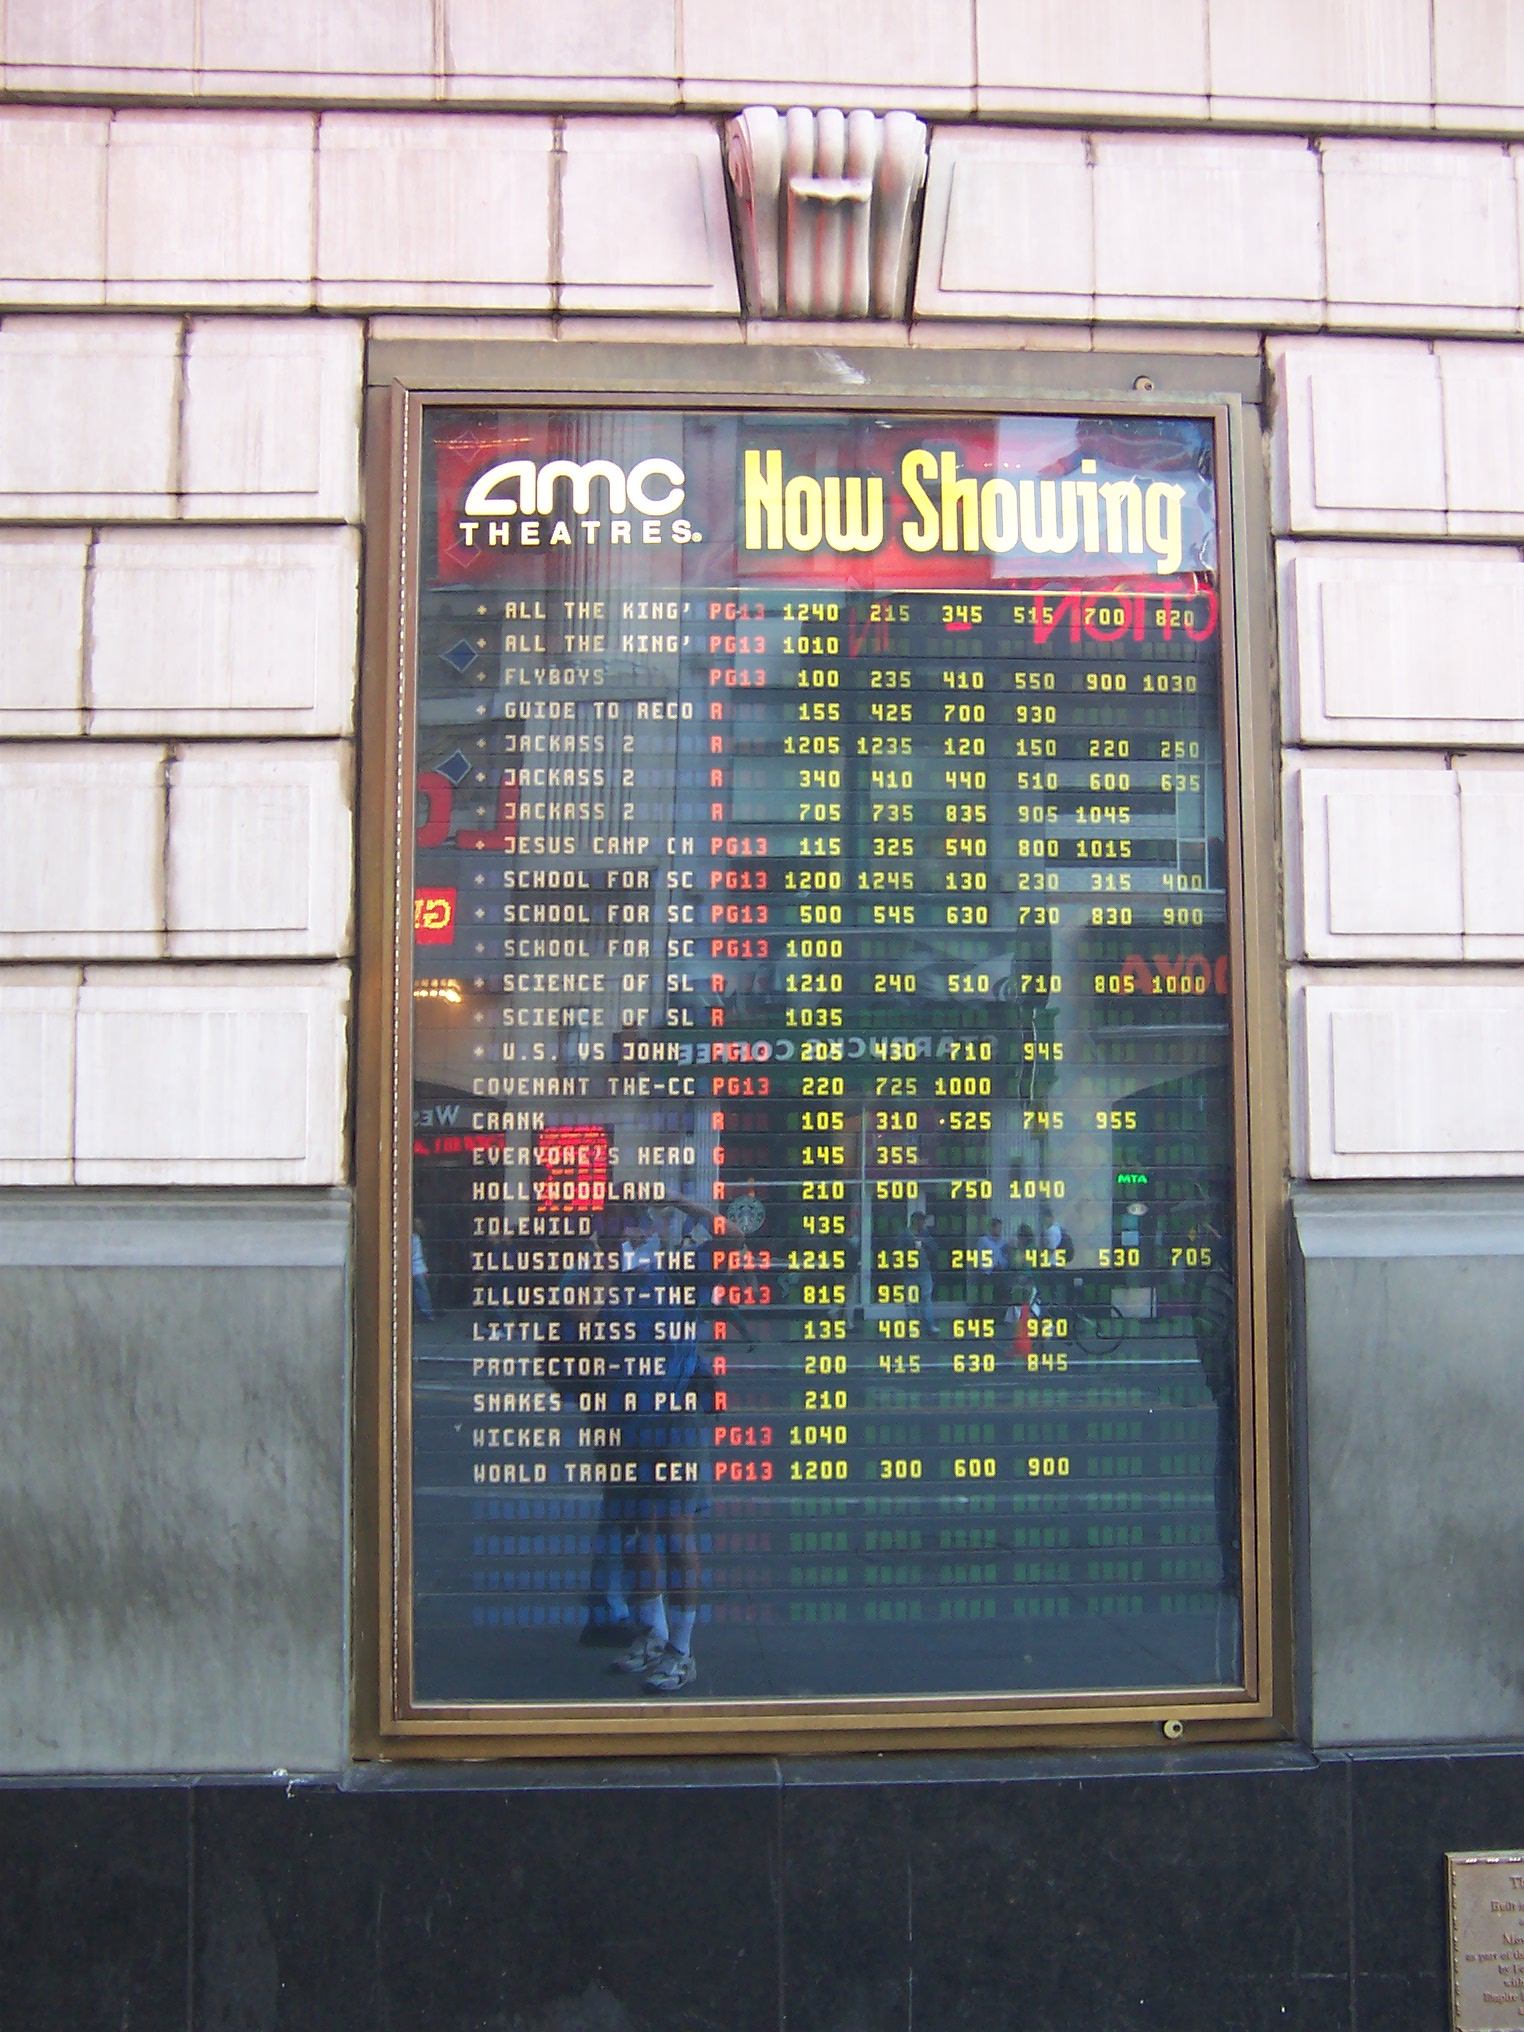 amc
THEATRES®
Now Showing
+ ALL THE KING' PG13 1240 215 345 515 700 820
+ ALL THE KING' PG13 1010
+ FLYBOYS PG13 100 235 410 550 900 1030
+ GUIDE TO RECO R 155 425 700 930
+ JACKASS 2 R 1205 1235 120 150 220 250
+ JACKASS 2 R 340 410 440 510 600 635
+ JACKASS 2 R 705 735 835 905 1045
+ JESUS CAMP CM PG13 115 325 540 800 1015
+ SCHOOL FOR SC PG13 1200 1245 130 230 315 400
+ SCHOOL FOR SC PG13 500 545 630 730 830 900
+ SCHOOL FOR SC PG13 1000
+ SCIENCE OF SL R 1210 240 510 710 805 1000
+ SCIENCE OF SL R 1035
+ U.S. VS JOHN PG13 205 430 710 945
COVENANT THE-CC PG13 220 725 1000
CRANK R 105 310 525 745 955
EVERYONE'S HERO G 145 355
HOLLYWOODLAND R 210 500 750 1040
IDLEWILD R 435
ILLUSIONIST-THE PG13 1215 135 245 415 530 705
ILLUSIONIST-THE PG13 815 950
LITTLE MISS SUN R 135 405 645 920
PROTECTOR-THE R 200 415 630 845
SNAKES ON A PLA R 210
WICKER MAN PG13 1040
WORLD TRADE CEN PG13 1200 300 600 900
STARBUCKS COFFEE
MTA
as part of the
Empire